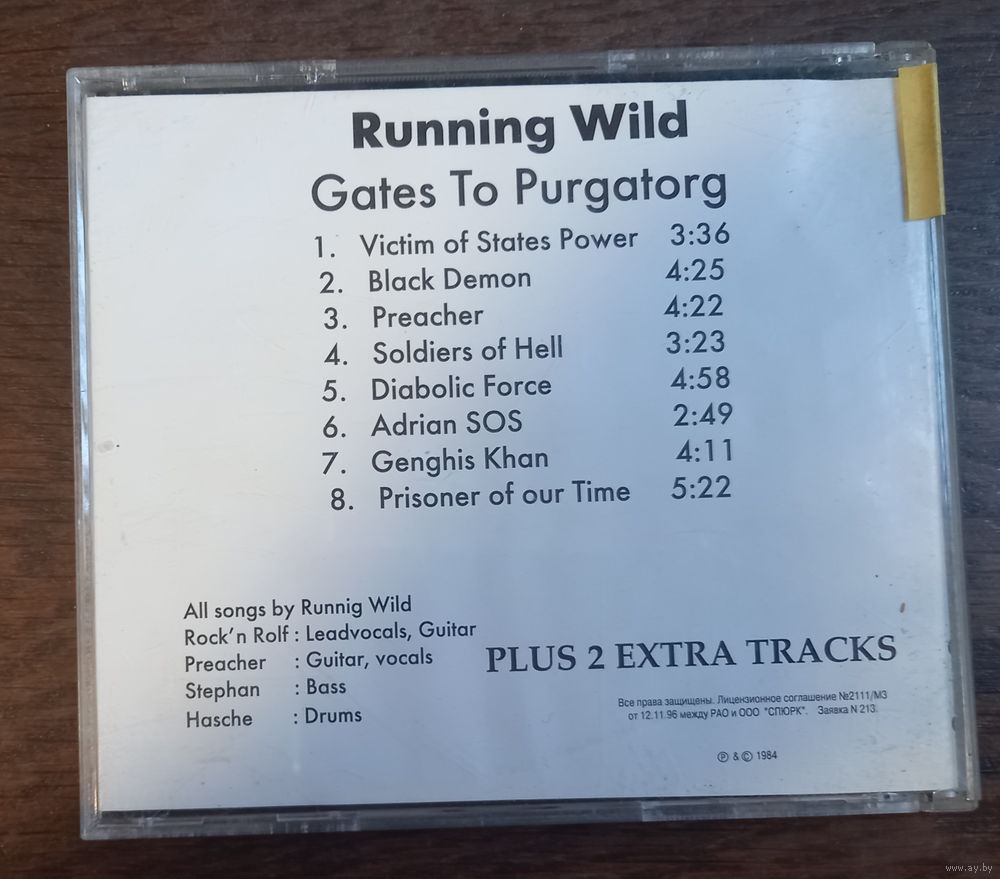 Running Wild
Gates To Purgatorg
1. Victim of States Power 3:36
2. Black Demon 4:25
3. Preacher 4:22
4. Soldiers of Hell 3:23
5. Diabolic Force 4:58
6. Adrian SOS 2:49
7. Genghis Khan 4:11
8. Prisoner of our Time 5:22
All songs by Runnig Wild
Rock'n Rolf : Leadvocals, Guitar
Preacher : Guitar, vocals
Stephan : Bass
Hasche : Drums
PLUS 2 EXTRA TRACKS
Все права защищены. Лицензионное соглашение №2111/МЗ
от 12.11.96 между РАО и ООО "СПЮРК". Заявка N 213.
℗ & © 1984
www.ay.by